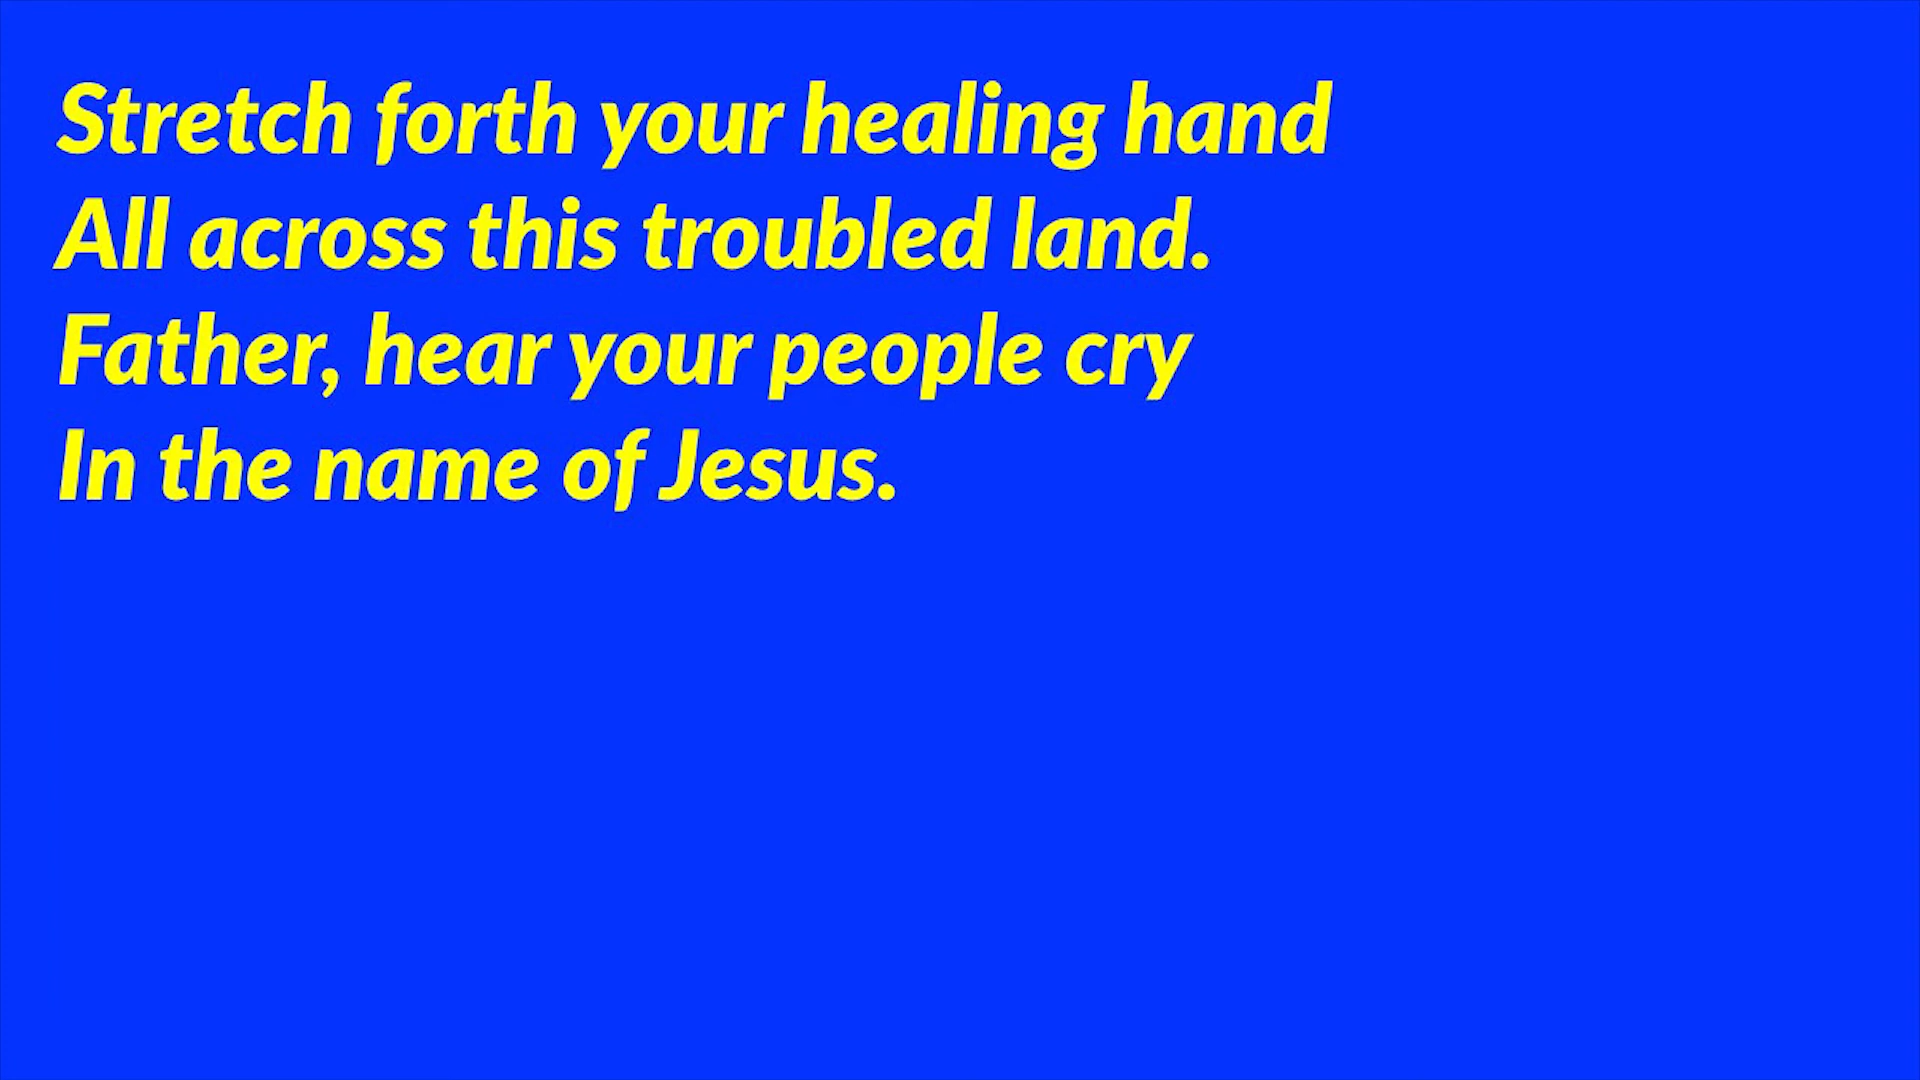 Stretch forth your healing hand
All across this troubled land.
Father, hear your people cry
In the name of Jesus.